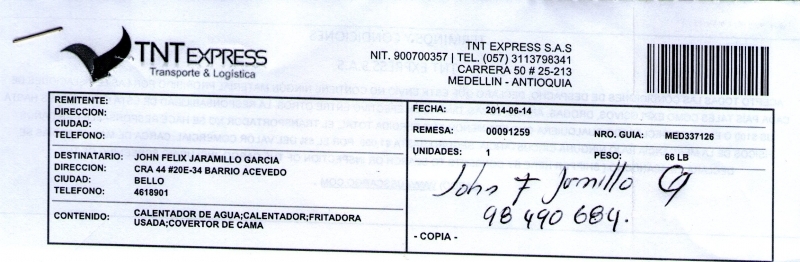 TNT EXPRESS
Transporte & Logística
TNT EXPRESS S.A.S
NIT. 900700357 | TEL. (057) 3113798341
CARRERA 50 # 25-213
MEDELLIN - ANTIOQUIA
REMITENTE:
DIRECCION:
CIUDAD:
TELEFONO:
DESTINATARIO: JOHN FELIX JARAMILLO GARCIA
DIRECCION: CRA 44 #20E-34 BARRIO ACEVEDO
CIUDAD: BELLO
TELEFONO: 4618901
CONTENIDO: CALENTADOR DE AGUA;CALENTADOR;FRITADORA
USADA;COVERTOR DE CAMA
FECHA: 2014-06-14
REMESA: 00091259 NRO. GUIA: MED337126
UNIDADES: 1 PESO: 66 LB
John F Jarmillo G
98 490 684.
- COPIA -